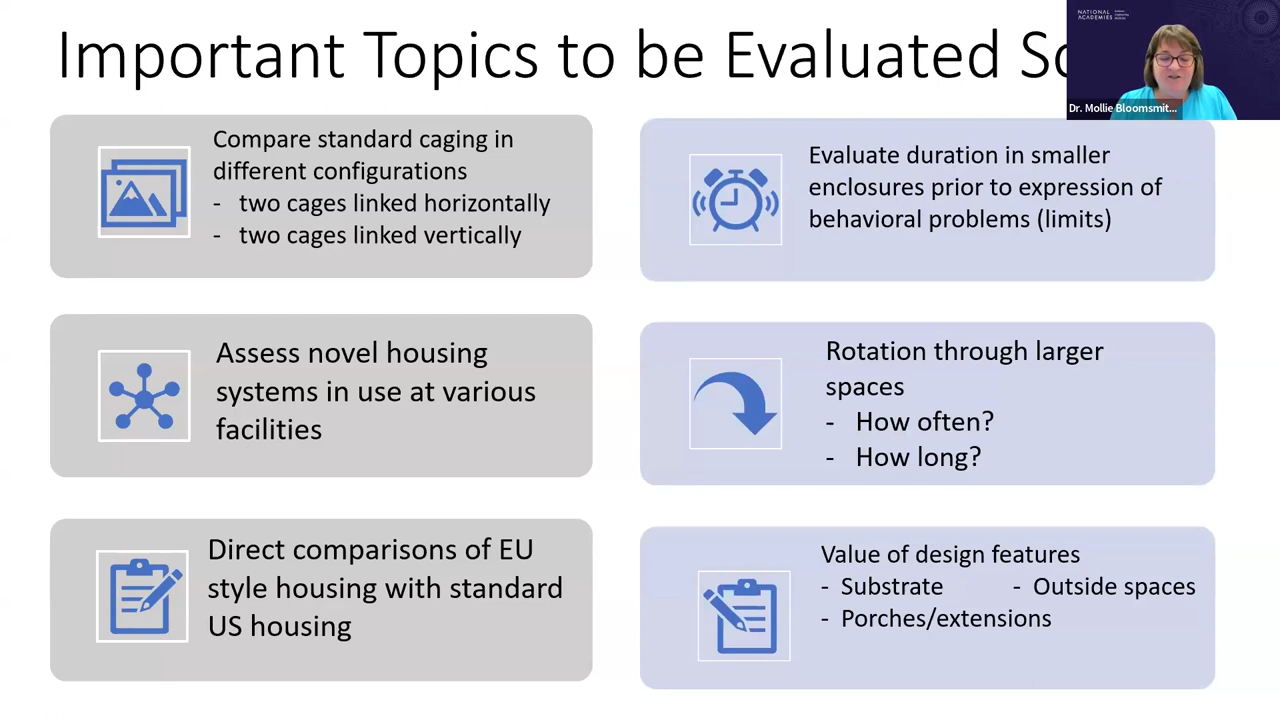 Important Topics to be Evaluated
NATIONAL
ACADEMIES
Dr. Mollie Bloomsmit...
Compare standard caging in
different configurations
- two cages linked horizontally
- two cages linked vertically
Evaluate duration in smaller
enclosures prior to expression of
behavioral problems (limits)
Assess novel housing
systems in use at various
facilities
Rotation through larger
spaces
- How often?
- How long?
Direct comparisons of EU
style housing with standard
US housing
Value of design features
- Substrate - Outside spaces
- Porches/extensions